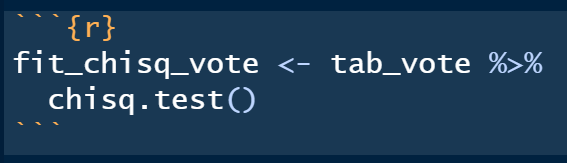 ```{r}
fit_chisq_vote <- tab_vote %>%
  chisq.test()
```